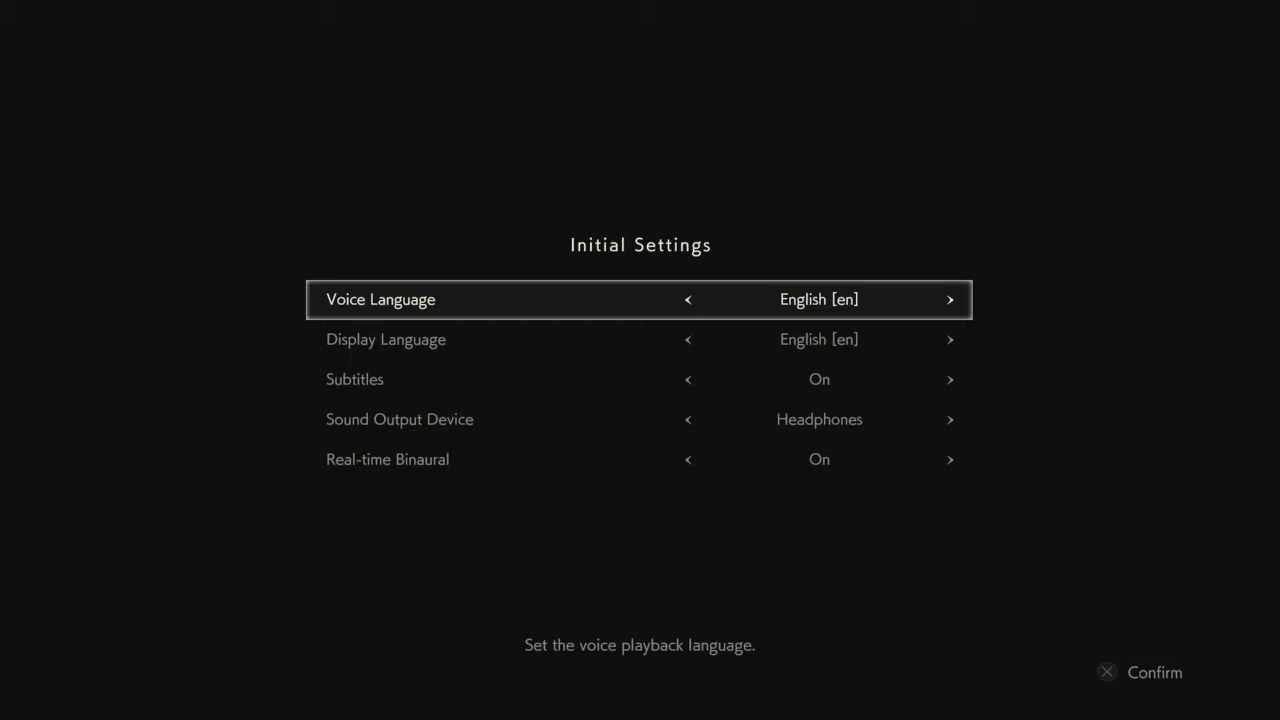 Initial Settings
Voice Language < English [en] >
Display Language < English [en] >
Subtitles < On >
Sound Output Device < Headphones >
Real-time Binaural < On >
Set the voice playback language.
Confirm